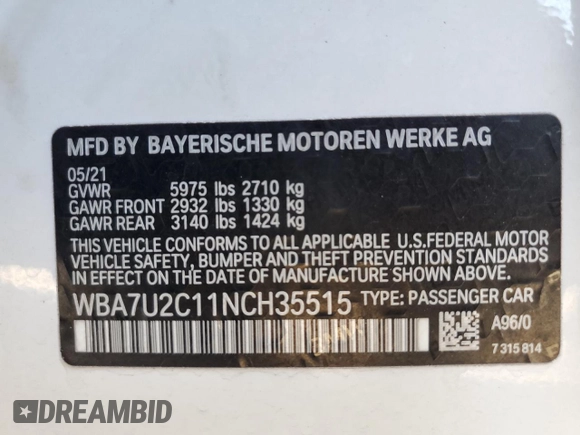 MFD BY BAYERISCHE MOTOREN WERKE AG
05/21
GVWR 5975 lbs 2710 kg
GAWR FRONT 2932 lbs 1330 kg
GAWR REAR 3140 lbs 1424 kg
THIS VEHICLE CONFORMS TO ALL APPLICABLE U.S.FEDERAL MOTOR
VEHICLE SAFETY, BUMPER AND THEFT PREVENTION STANDARDS
IN EFFECT ON THE DATE OF MANUFACTURE SHOWN ABOVE.
WBA7U2C11NCH35515 TYPE: PASSENGER CAR
A96/0
7 315 814
DREAMBID